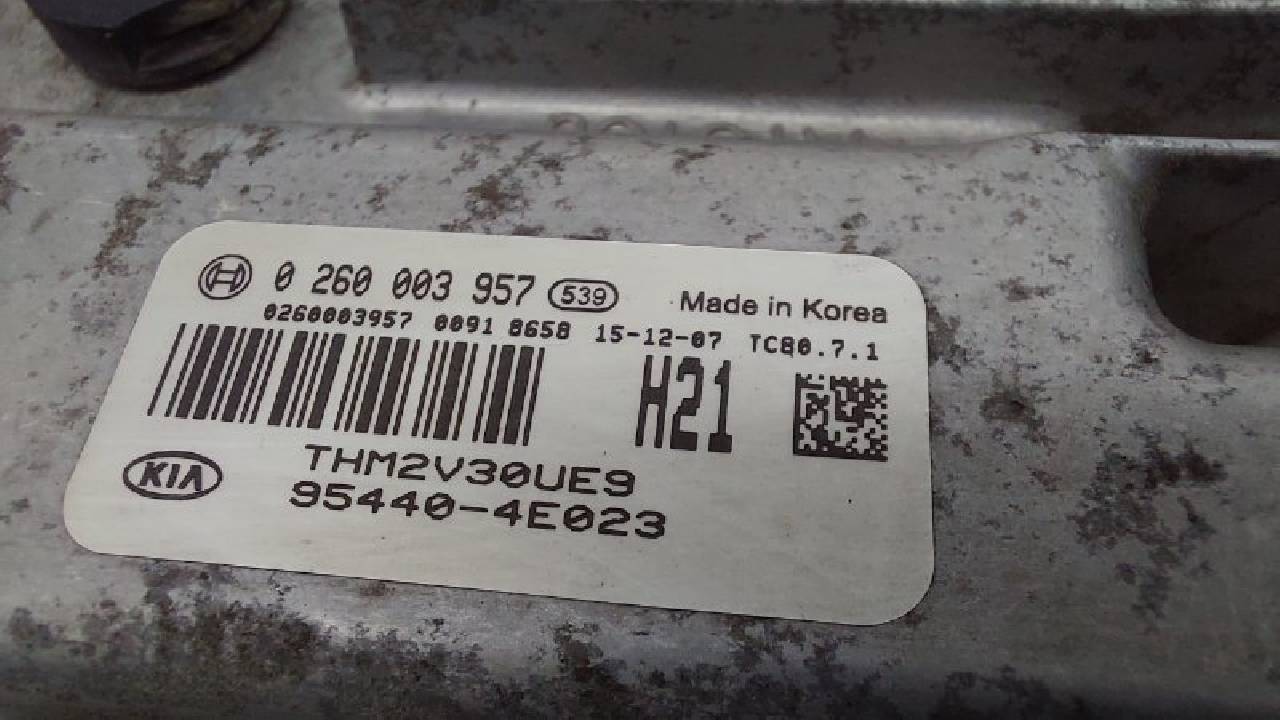 0 260 003 957 539 Made in Korea
0260003957 0091 8658 15-12-07 TC80.7.1
H21
KIA THM2V30UE9
95440-4E023